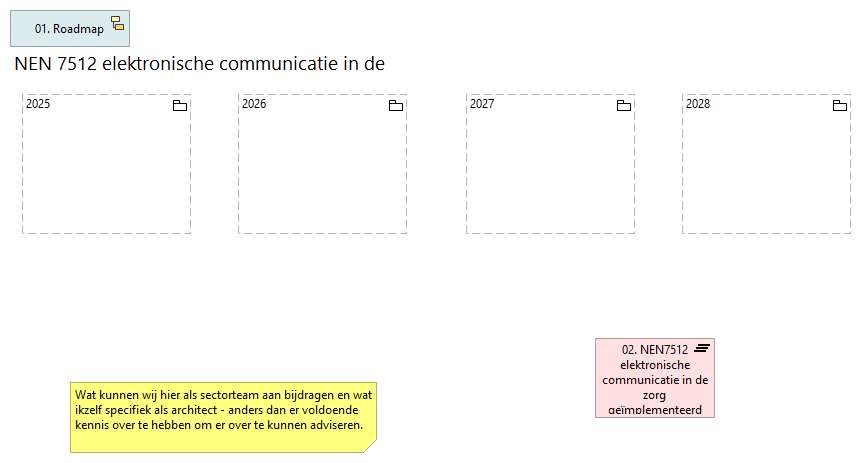 01. Roadmap
NEN 7512 elektronische communicatie in de
2025
2026
2027
2028
02. NEN7512
elektronische
communicatie in de
zorg
geïmplementeerd
Wat kunnen wij hier als sectorteam aan bijdragen en wat
ikzelf specifiek als architect - anders dan er voldoende
kennis over te hebben om er over te kunnen adviseren.